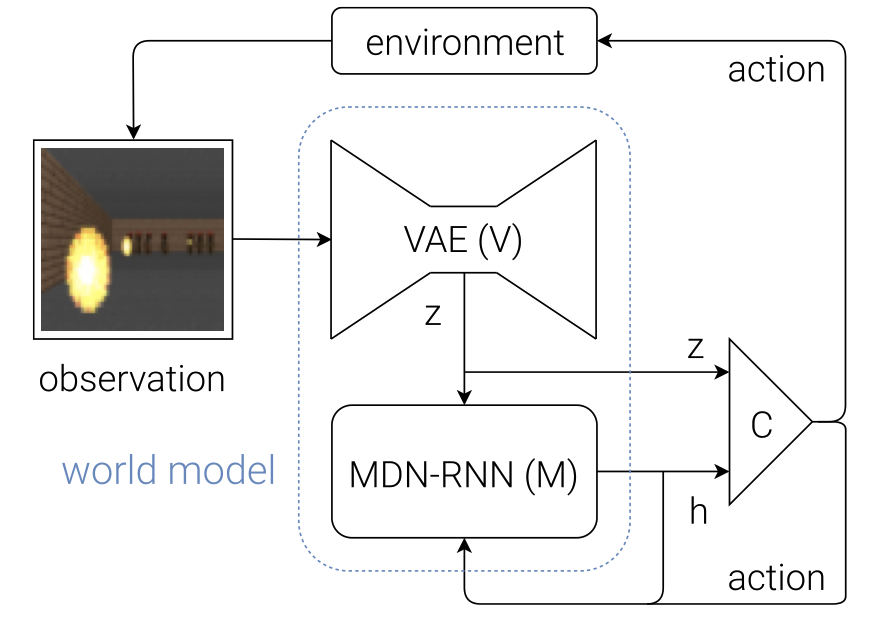 environment
action
VAE (V)
z
z
observation
C
world model
MDN-RNN (M)
h
action